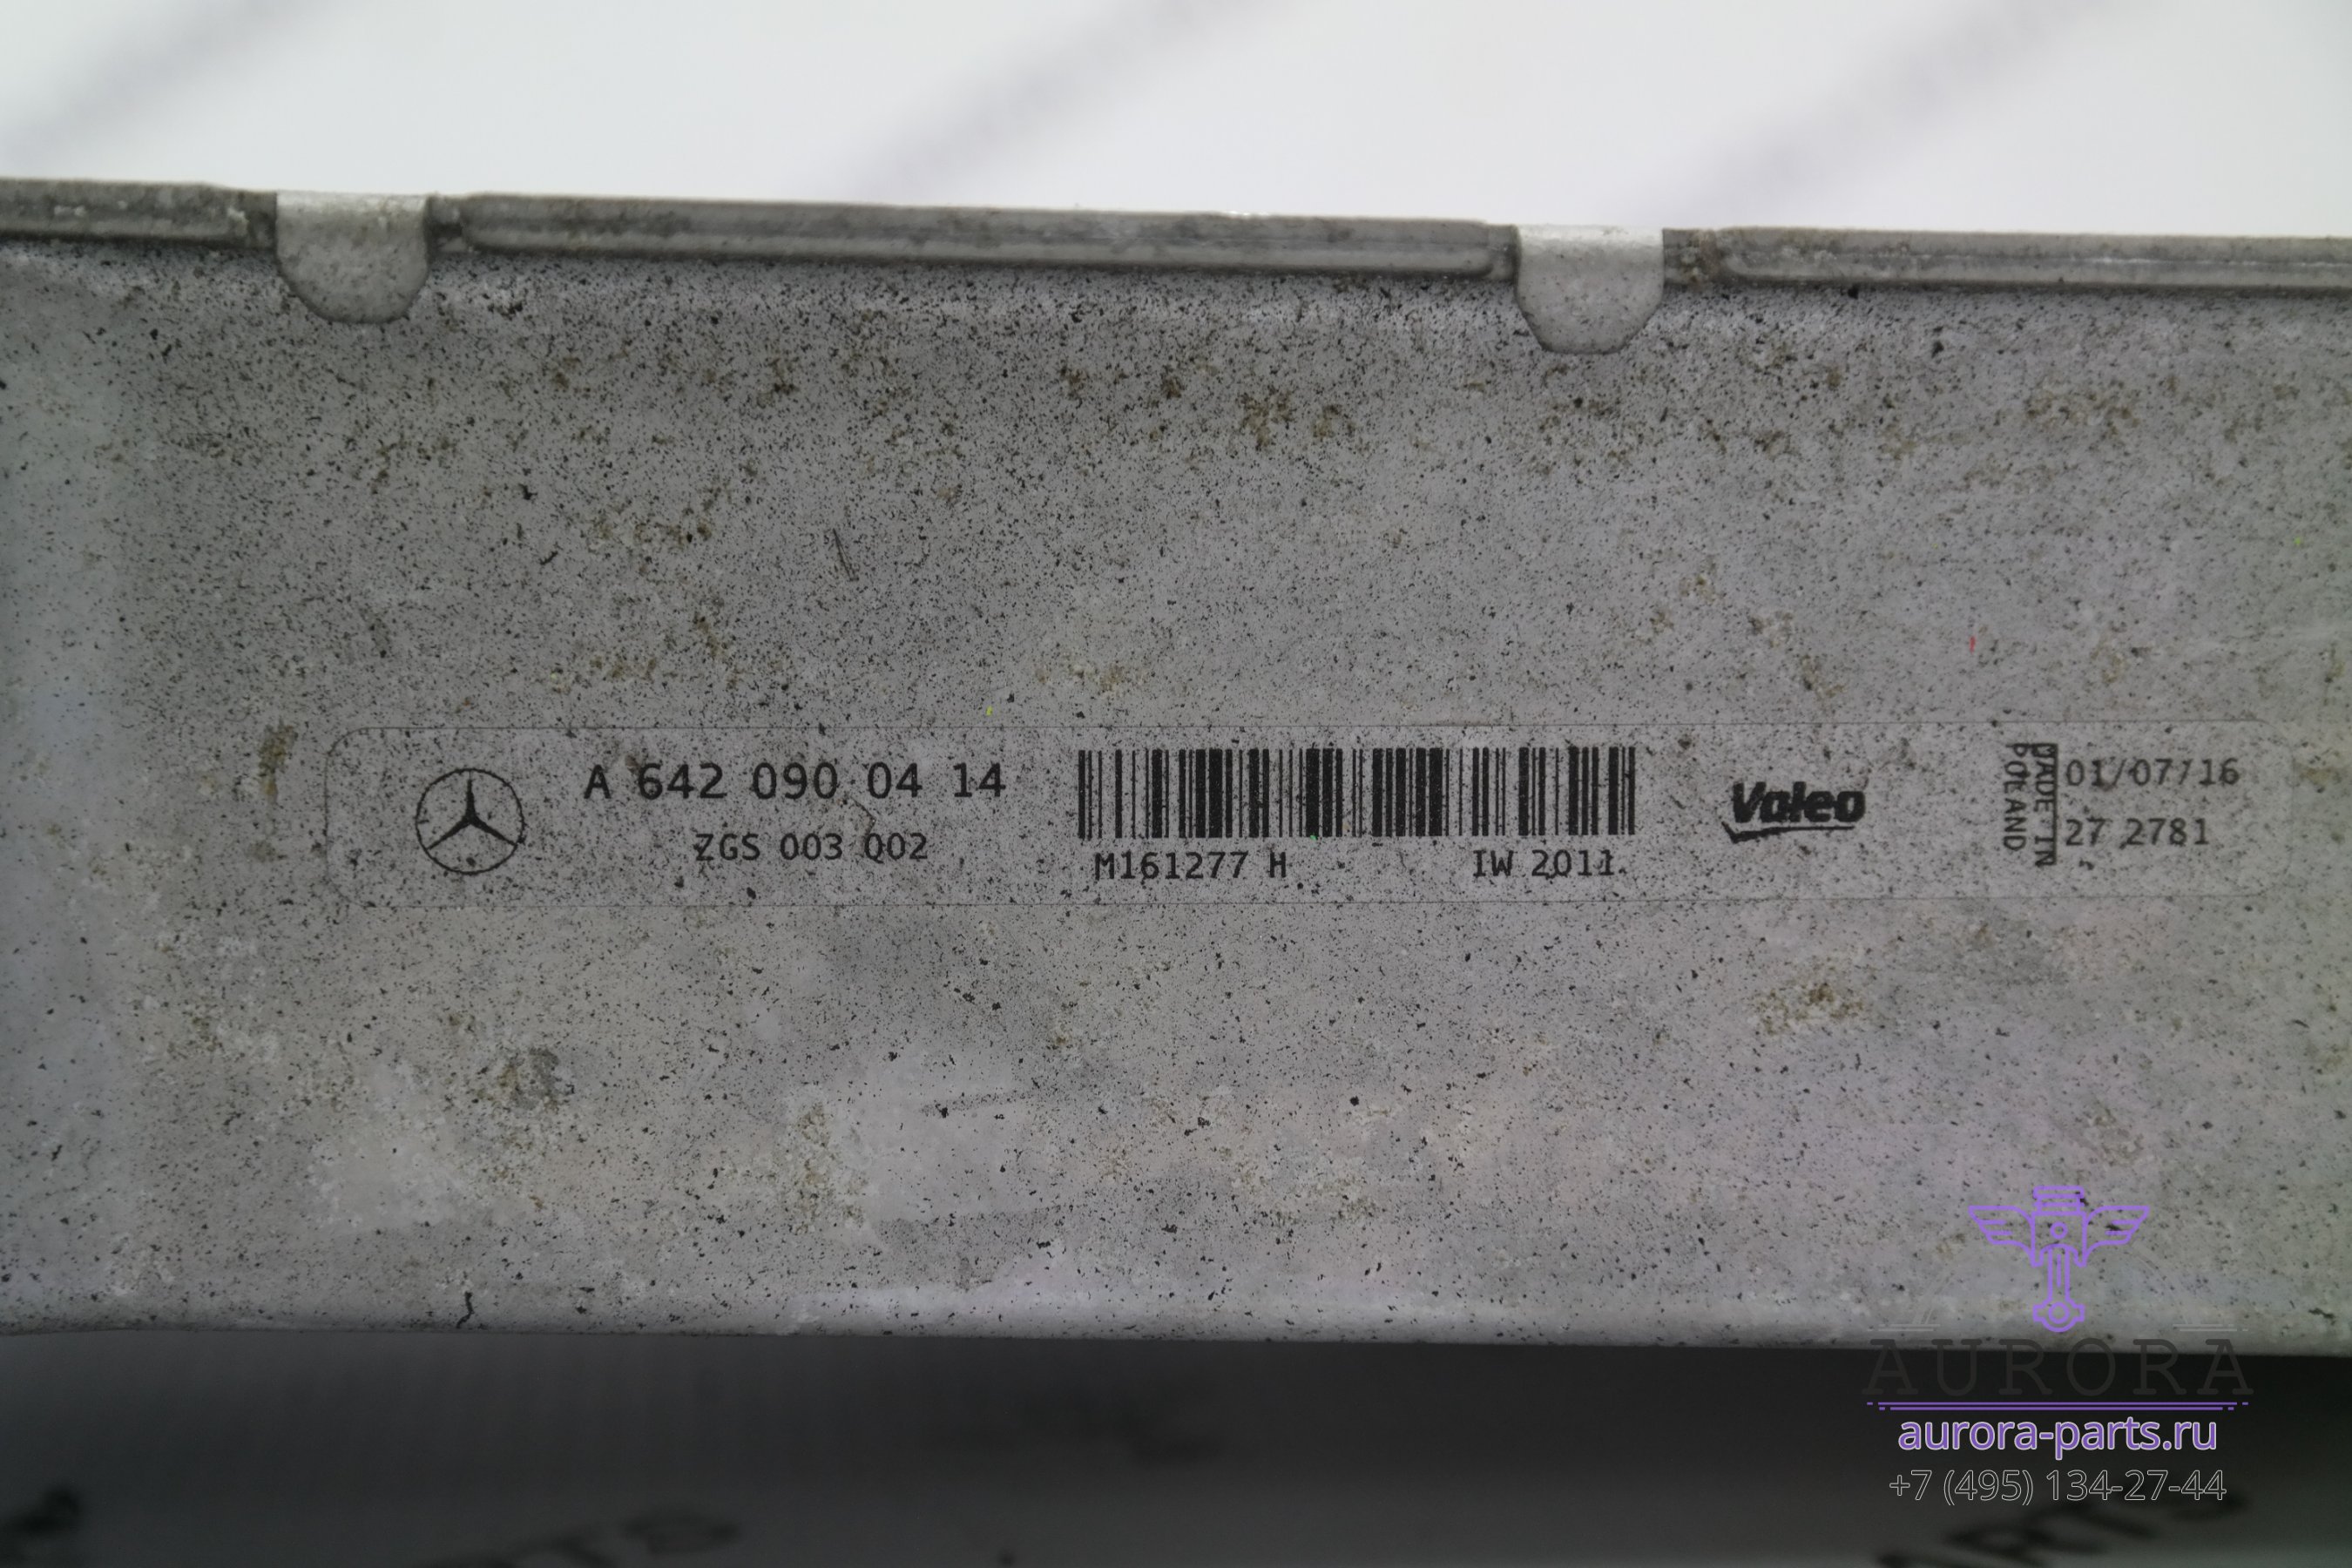 A 642 090 04 14
ZGS 003 Q02
M161277 H
IW 2011
Valeo
MADE IN
POLAND
01/07/16
27 2781
AURORA
aurora-parts.ru
+7 (495) 134-27-44